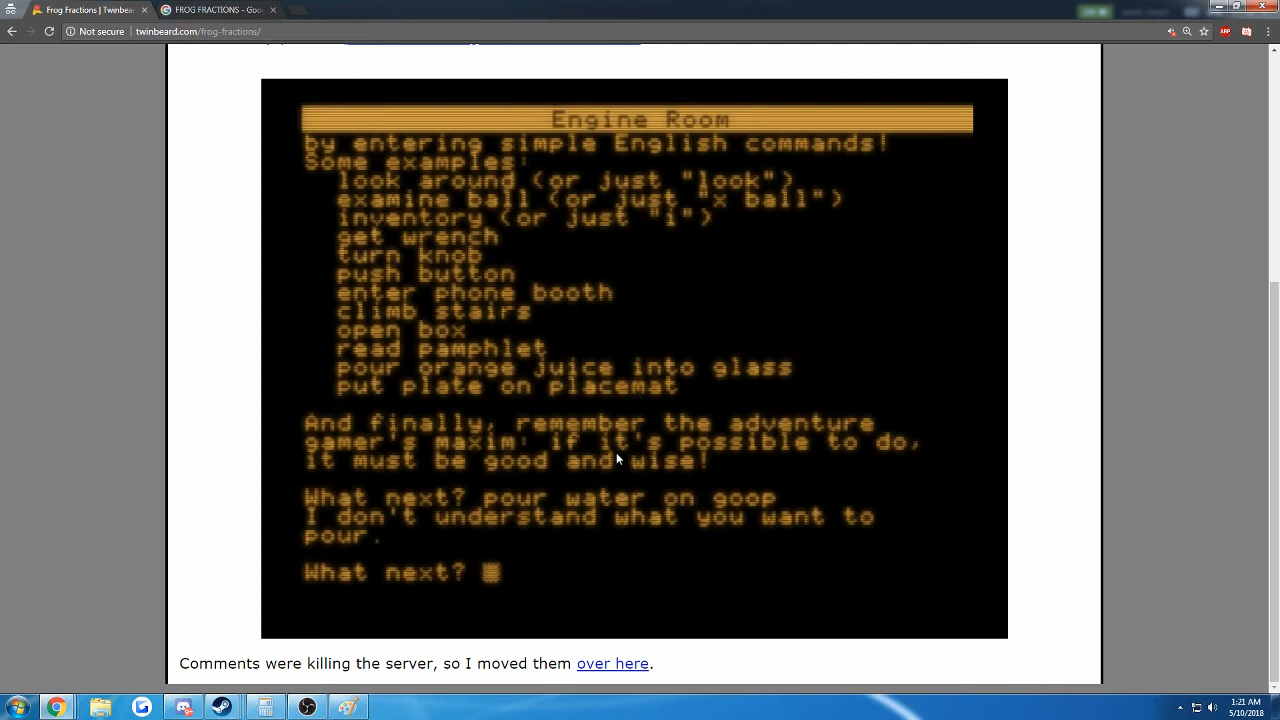 Frog Fractions | Twinbear
FROG FRACTIONS - Goo
Not secure | twinbeard.com/frog-fractions/
ABP
Engine Room
by entering simple English commands!
Some examples:
look around (or just "look")
examine ball (or just "x ball")
inventory (or just "i")
get wrench
turn knob
push button
enter phone booth
climb stairs
open box
read pamphlet
pour orange juice into glass
put plate on placemat
And finally, remember the adventure
gamer's maxim: if it's possible to do,
it must be good and wise!
What next? pour water on goop
I don't understand what you want to
pour.
What next?
Comments were killing the server, so I moved them over here.
1:21 AM
5/10/2018